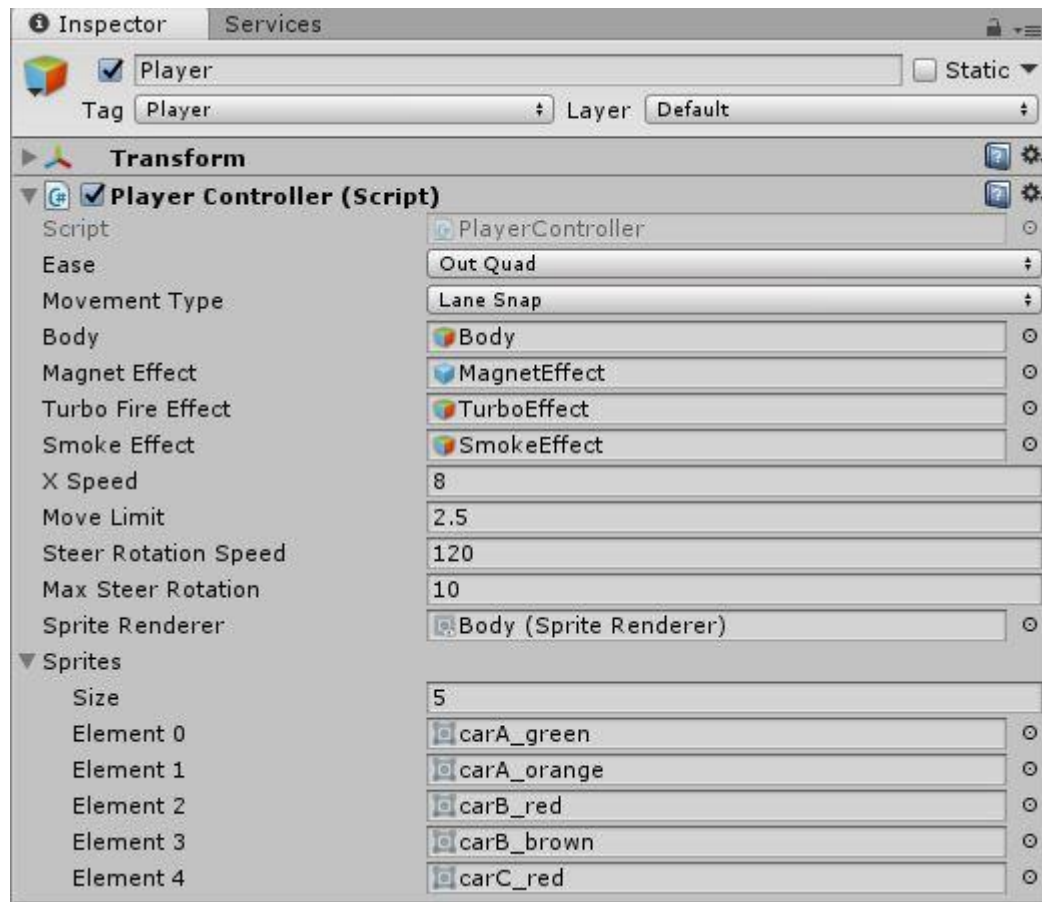 Inspector Services
Player Static
Tag Player Layer Default
Transform
Player Controller (Script)
Script PlayerController
Ease Out Quad
Movement Type Lane Snap
Body Body
Magnet Effect MagnetEffect
Turbo Fire Effect TurboEffect
Smoke Effect SmokeEffect
X Speed 8
Move Limit 2.5
Steer Rotation Speed 120
Max Steer Rotation 10
Sprite Renderer Body (Sprite Renderer)
Sprites
Size 5
Element 0 carA_green
Element 1 carA_orange
Element 2 carB_red
Element 3 carB_brown
Element 4 carC_red